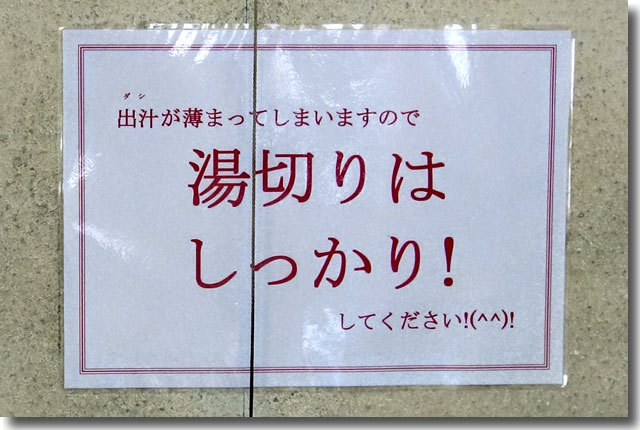 ダシ
出汁が薄まってしまいますので
湯切りは
しっかり!
してください!(^^)!